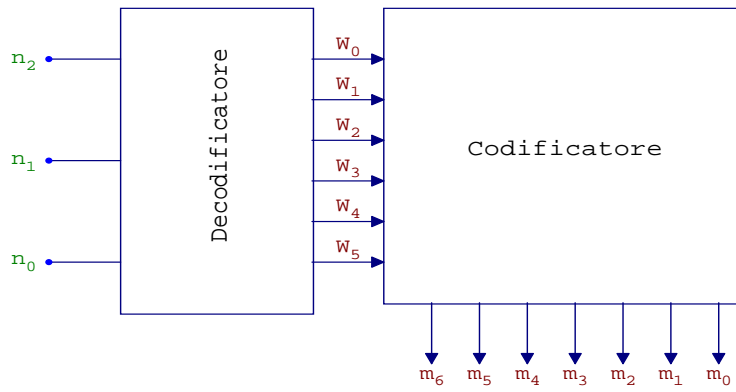 n₂
n₁
n₀
Decodificatore
W₀
W₁
W₂
W₃
W₄
W₅
Codificatore
m₆ m₅ m₄ m₃ m₂ m₁ m₀